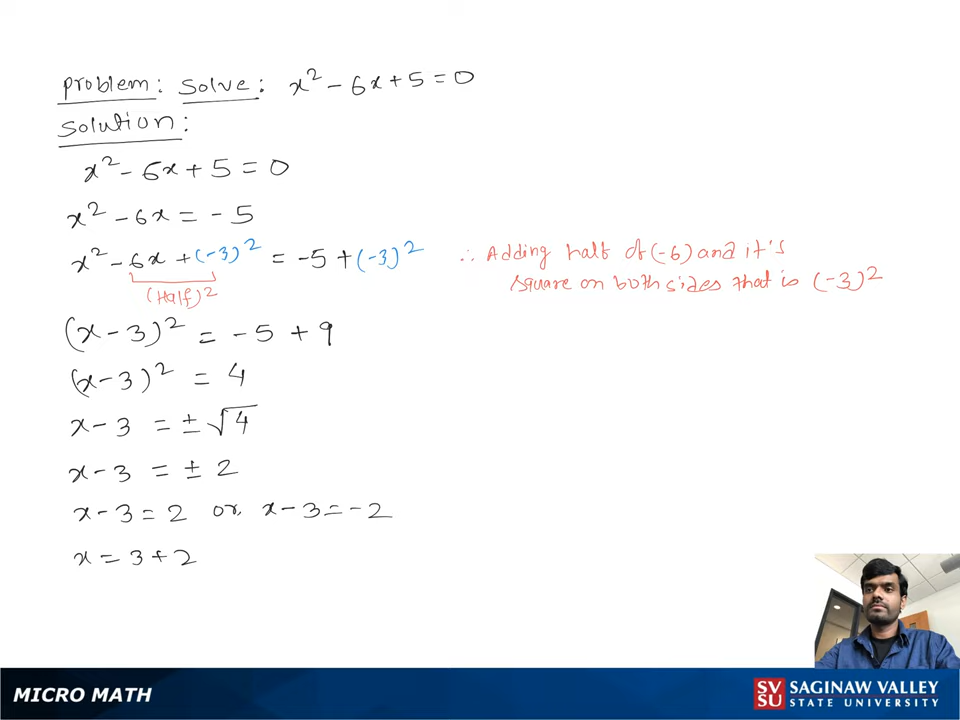 Problem: Solve: x² - 6x + 5 = 0
Solution:
x² - 6x + 5 = 0
x² - 6x = - 5
x² - 6x + (-3)² = -5 + (-3)² ∴ Adding half of (-6) and it's
(Half)² square on both sides that is (-3)²
(x - 3)² = - 5 + 9
(x - 3)² = 4
x - 3 = ± √4
x - 3 = ± 2
x - 3 = 2 or, x - 3 = - 2
x = 3 + 2
MICRO MATH
SV SU SAGINAW VALLEY
STATE UNIVERSITY